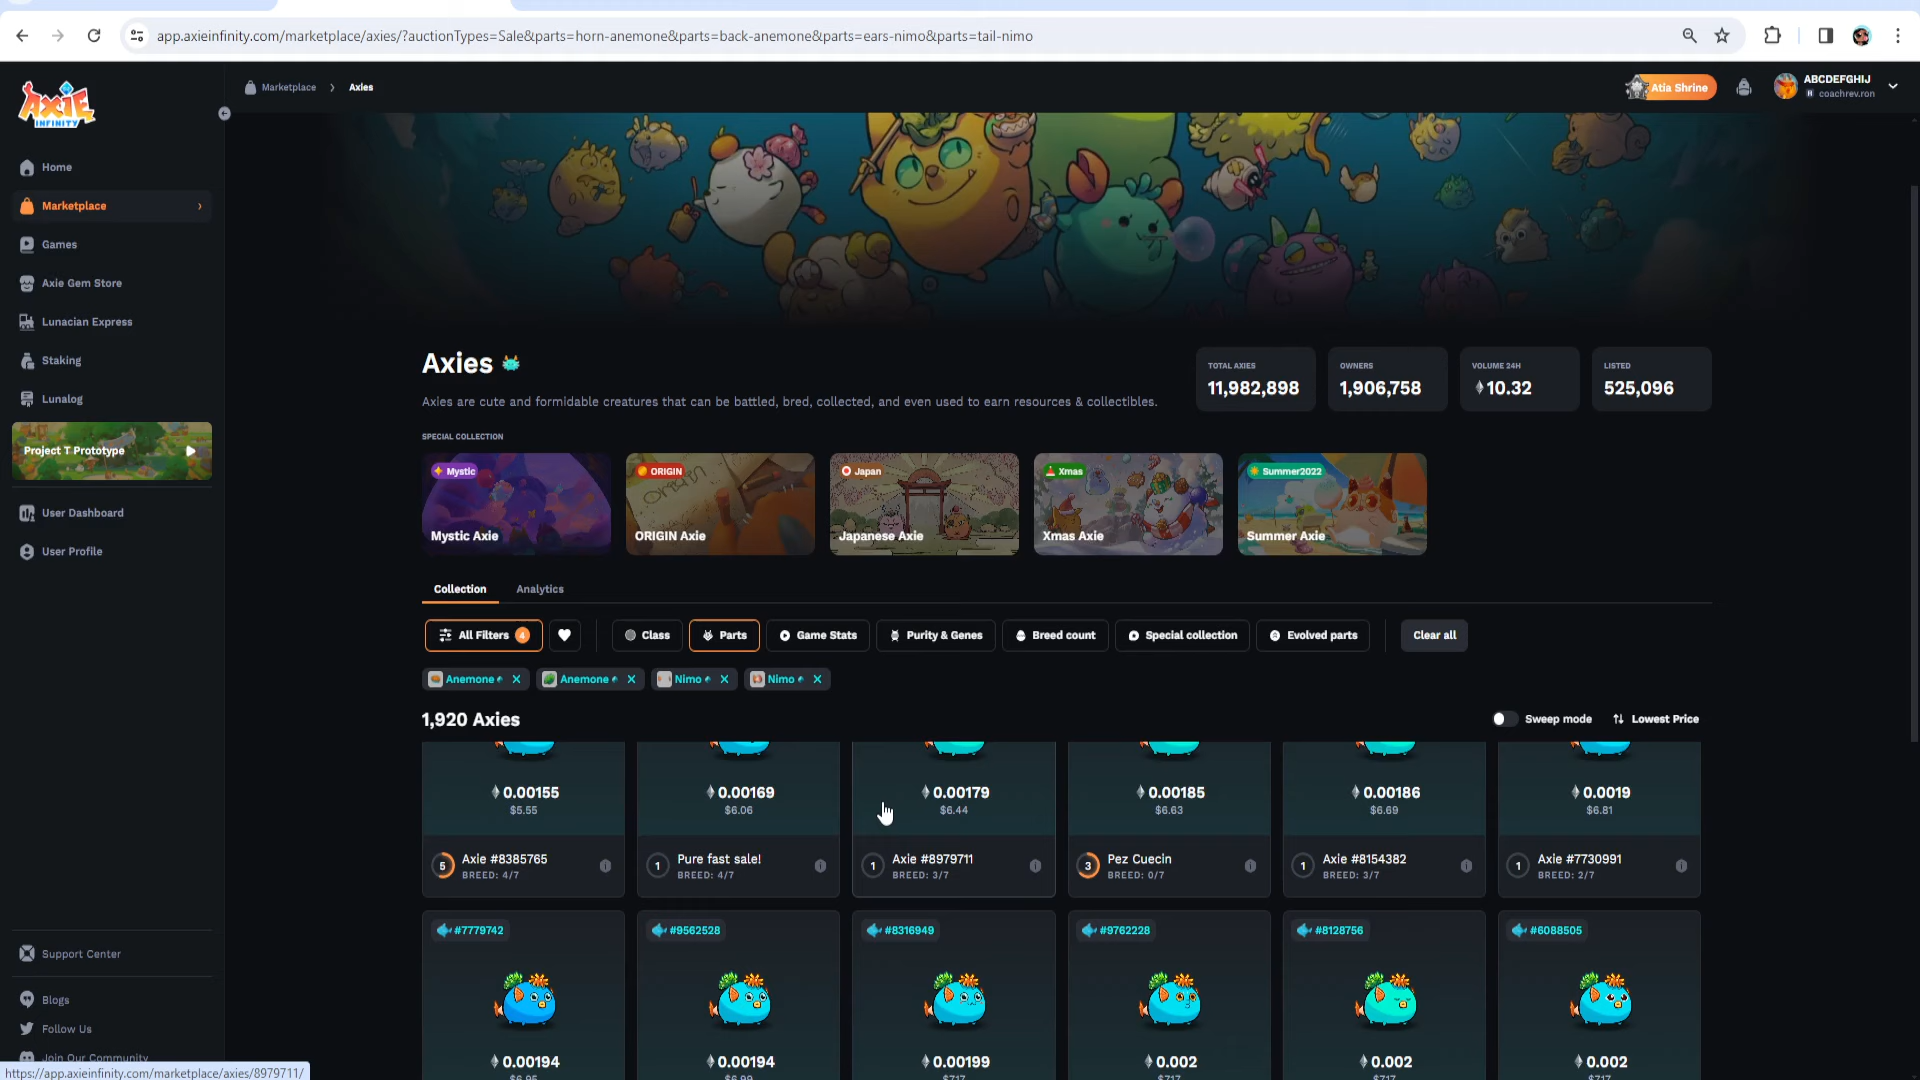 app.axieinfinity.com/marketplace/axies/?auctionTypes=Sale&parts=horn-anemone&parts=back-anemone&parts=ears-nimo&parts=tail-nimo
AXIE
INFINITY
Marketplace > Axies
Atia Shrine
ABCDEFGHIJ
coachrev.ron
Home
Marketplace
Games
Axie Gem Store
Lunacian Express
Staking
Lunalog
Project T Prototype
User Dashboard
User Profile
Support Center
Blogs
Follow Us
Join Our Community
https://app.axieinfinity.com/marketplace/axies/8979711/
Axies
Axies are cute and formidable creatures that can be battled, bred, collected, and even used to earn resources & collectibles.
TOTAL AXIES
11,982,898
OWNERS
1,906,758
VOLUME 24H
10.32
LISTED
525,096
SPECIAL COLLECTION
Mystic
Mystic Axie
ORIGIN
ORIGIN Axie
Japan
Japanese Axie
Xmas
Xmas Axie
Summer2022
Summer Axie
Collection Analytics
All Filters 4 Class Parts Game Stats Purity & Genes Breed count Special collection Evolved parts Clear all
Anemone Anemone Nimo Nimo
1,920 Axies
Sweep mode Lowest Price
0.00155 0.00169 0.00179 0.00185 0.00186 0.0019
$5.55 $6.06 $6.44 $6.63 $6.69 $6.81
5 Axie #8385765
BREED: 4/7
1 Pure fast sale!
BREED: 4/7
1 Axie #8979711
BREED: 3/7
3 Pez Cuecin
BREED: 0/7
1 Axie #8154382
BREED: 3/7
1 Axie #7730991
BREED: 2/7
#7779742 #9562528 #8316949 #9762228 #8128756 #6088505
0.00194 0.00194 0.00199 0.002 0.002 0.002